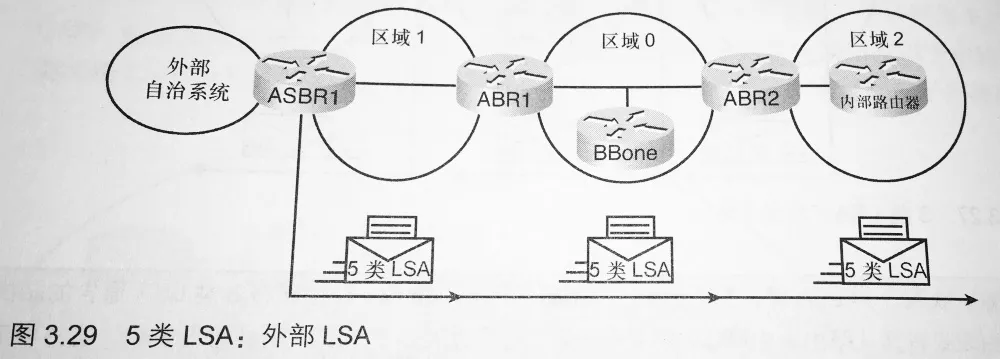 区域 1
区域 0
区域 2
外部
自治系统
ASBR1
ABR1
BBone
ABR2
内部路由器
5 类 LSA
5 类 LSA
5 类 LSA
图 3.29 5 类 LSA：外部 LSA